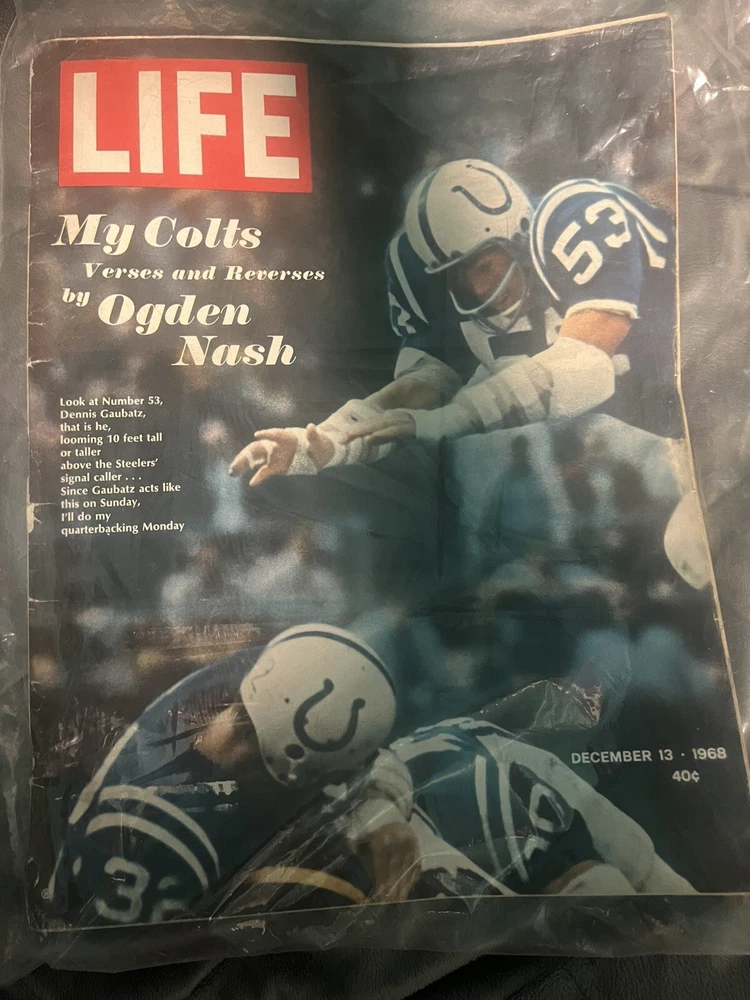 LIFE
My Colts
Verses and Reverses
by Ogden
Nash
Look at Number 53,
Dennis Gaubatz,
that is he,
looming 10 feet tall
or taller
above the Steelers'
signal caller . . .
Since Gaubatz acts like
this on Sunday,
I'll do my
quarterbacking Monday
53
DECEMBER 13 · 1968
40¢
32